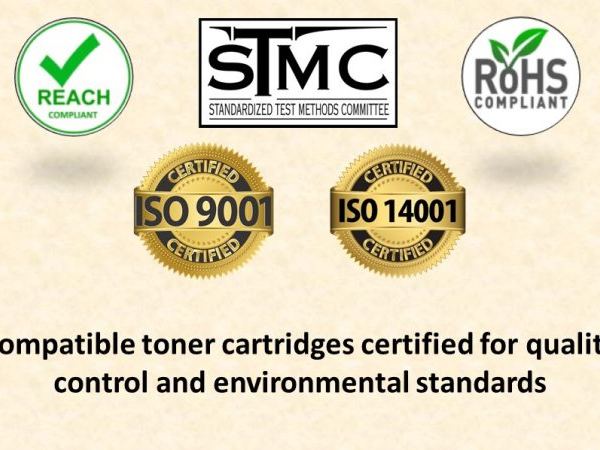 REACH
COMPLIANT
STMC
STANDARDIZED TEST METHODS COMMITTEE
RoHS
COMPLIANT
CERTIFIED
ISO 9001
CERTIFIED
CERTIFIED
ISO 14001
CERTIFIED
ompatible toner cartridges certified for qualit
control and environmental standards